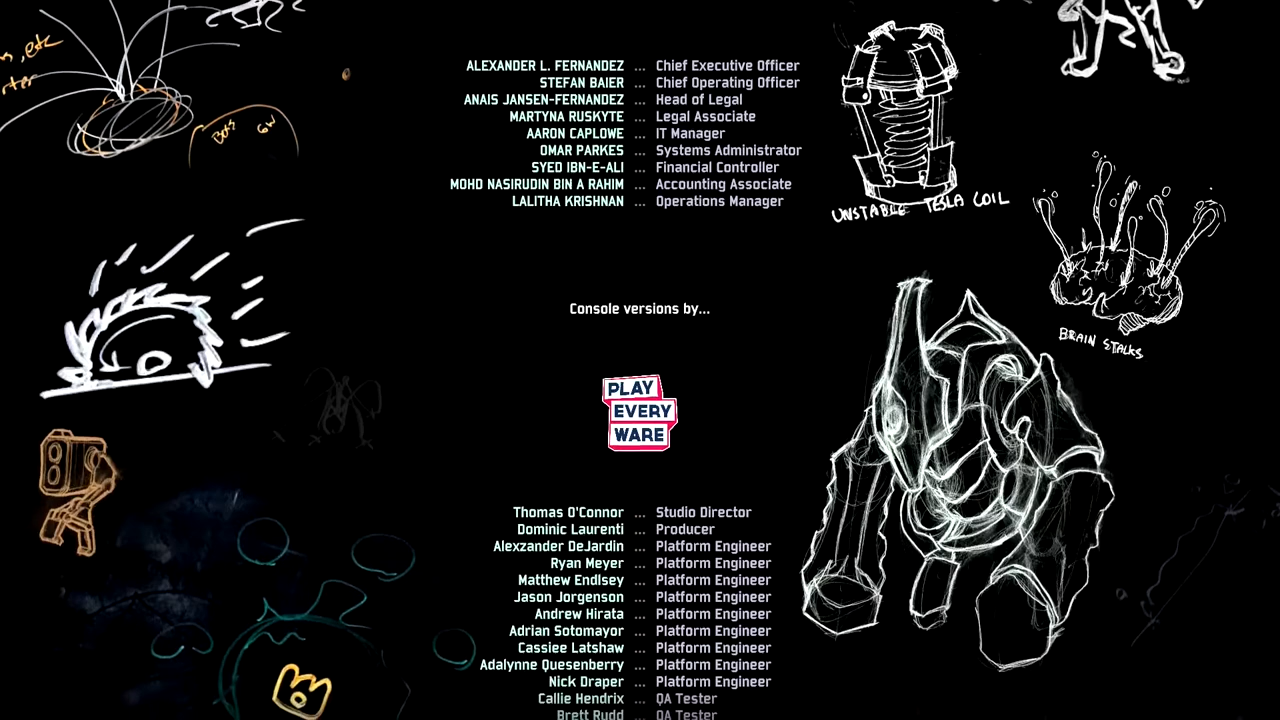 s, etc
rter
Bots 6W
ALEXANDER L. FERNANDEZ ... Chief Executive Officer
STEFAN BAIER ... Chief Operating Officer
ANAIS JANSEN-FERNANDEZ ... Head of Legal
MARTYNA RUSKYTE ... Legal Associate
AARON CAPLOWE ... IT Manager
OMAR PARKES ... Systems Administrator
SYED IBN-E-ALI ... Financial Controller
MOHD NASIRUDIN BIN A RAHIM ... Accounting Associate
LALITHA KRISHNAN ... Operations Manager
UNSTABLE TESLA COIL
Console versions by...
BRAIN STALKS
PLAY
EVERY
WARE
Thomas O'Connor ... Studio Director
Dominic Laurenti ... Producer
Alexzander DeJardin ... Platform Engineer
Ryan Meyer ... Platform Engineer
Matthew Endlsey ... Platform Engineer
Jason Jorgenson ... Platform Engineer
Andrew Hirata ... Platform Engineer
Adrian Sotomayor ... Platform Engineer
Cassiee Latshaw ... Platform Engineer
Adalynne Quesenberry ... Platform Engineer
Nick Draper ... Platform Engineer
Callie Hendrix ... QA Tester
Brett Rudd ... QA Tester